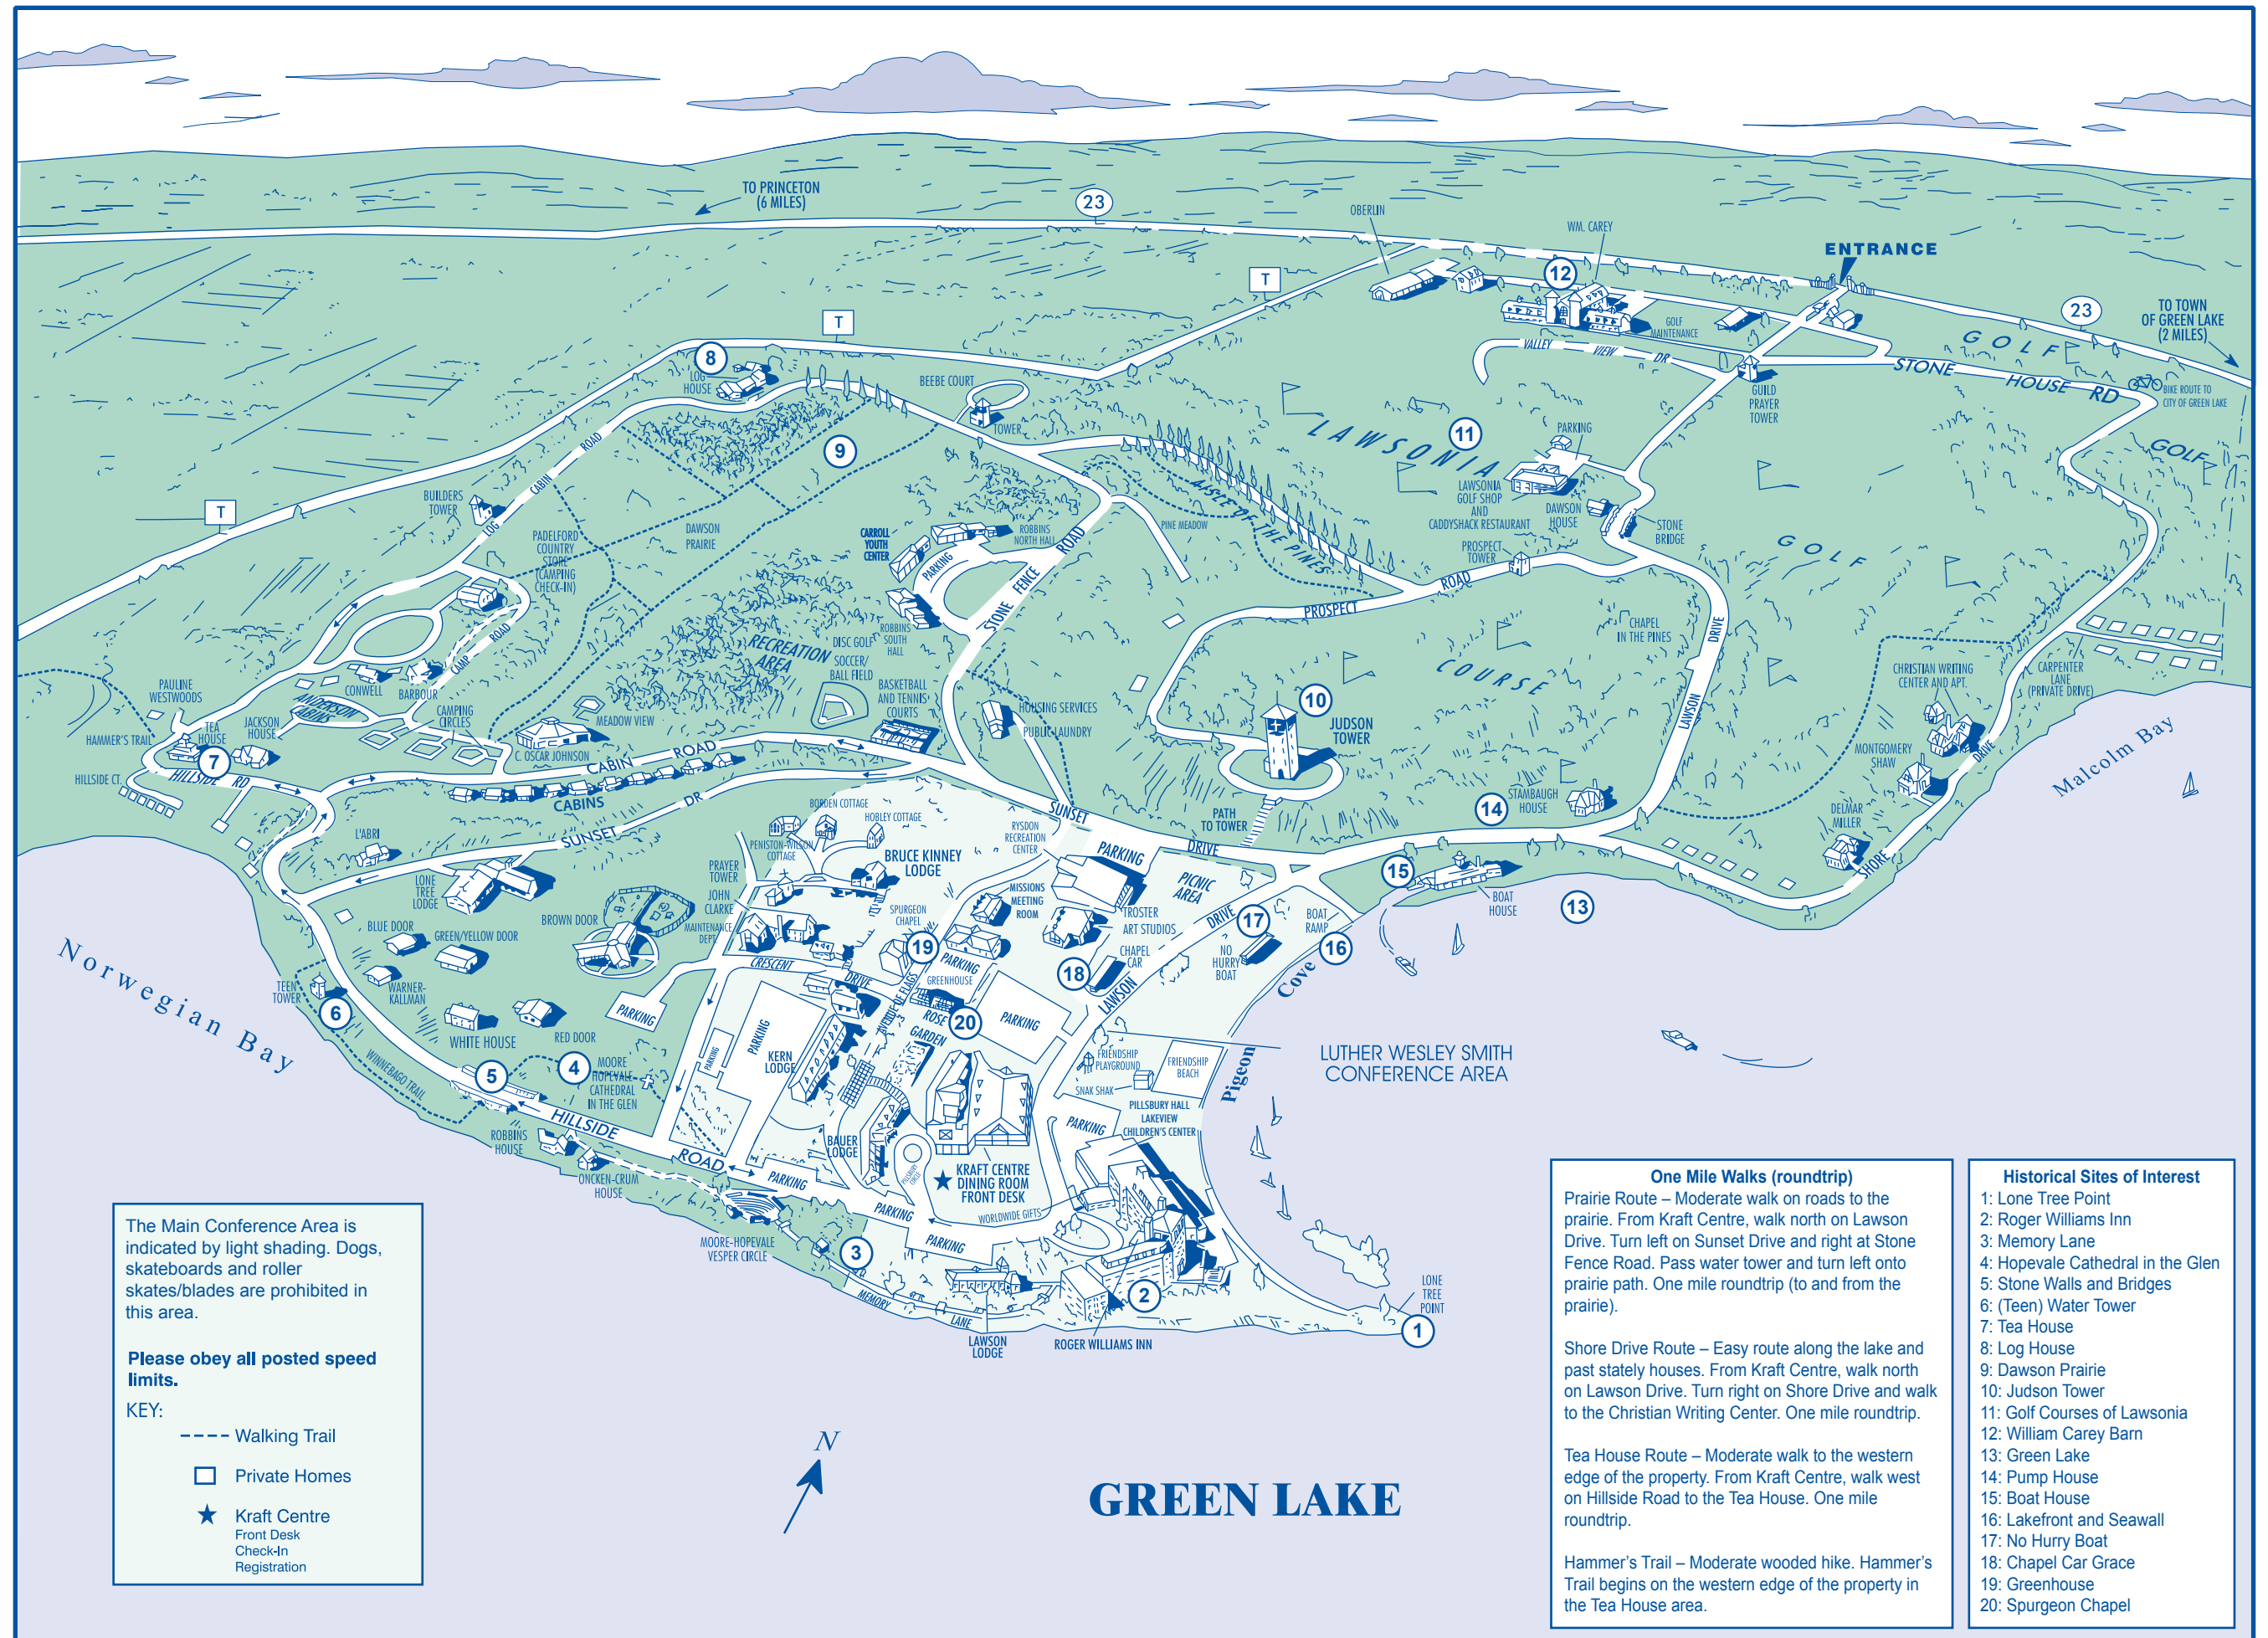 TO PRINCETON
(6 MILES)
23
OBERLIN
WM. CAREY
ENTRANCE
12
T
23
TO TOWN
OF GREEN LAKE
(2 MILES)
GOLF
MAINTENANCE
GOLF
T
8
LOG
HOUSE
VALLEY VIEW DR
STONE HOUSE RD
BIKE ROUTE TO
CITY OF GREEN LAKE
GUILD
PRAYER
TOWER
BEEBE COURT
TOWER
LAWSONIA
11
PARKING
GOLF
9
LOG CABIN ROAD
BUILDERS
TOWER
T
LAWSONIA
GOLF SHOP
AND
CADDYSHACK RESTAURANT
DAWSON
HOUSE
STONE
BRIDGE
AISLE OF THE PINES
PINE MEADOW
DAWSON
PRAIRIE
PADELFORD
COUNTRY
STORE
(CAMPING
CHECK-IN)
CARROLL
YOUTH
CENTER
ROBBINS
NORTH HALL
PARKING
STONE FENCE ROAD
PROSPECT
TOWER
GOLF
PROSPECT ROAD
ROBBINS
SOUTH
HALL
CHAPEL
IN THE PINES
LAWSON DRIVE
COURSE
CAMP ROAD
DISC GOLF
RECREATION
AREA
SOCCER/
BALL FIELD
BASKETBALL
AND TENNIS
COURTS
PAULINE
WESTWOODS
CONWELL
BARBOUR
ANDERSON
CABINS
CAMPING
CIRCLES
MEADOW VIEW
HOUSING SERVICES
PUBLIC LAUNDRY
10
JUDSON
TOWER
CHRISTIAN WRITING
CENTER AND APT.
CARPENTER
LANE
(PRIVATE DRIVE)
HAMMER'S TRAIL
TEA
HOUSE
JACKSON
HOUSE
7
HILLSIDE CT.
HILLSIDE RD
C. OSCAR JOHNSON
CABIN ROAD
CABINS
MONTGOMERY
SHAW
Malcolm Bay
SUNSET DR
BORDEN COTTAGE
HOBLEY COTTAGE
PENISTON-WILSON
COTTAGE
RYSDON
RECREATION
CENTER
SUNSET DRIVE
PATH
TO TOWER
14
STAMBAUGH
HOUSE
DELMAR
MILLER
SHORE DRIVE
L'ABRI
LONE
TREE
LODGE
PRAYER
TOWER
BRUCE KINNEY
LODGE
PARKING
PICNIC
AREA
15
BOAT
HOUSE
13
JOHN
CLARKE
MAINTENANCE
DEPT.
SPURGEON
CHAPEL
MISSIONS
MEETING
ROOM
TROSTER
ART STUDIOS
17
BOAT
RAMP
16
BLUE DOOR
GREEN/YELLOW DOOR
BROWN DOOR
19
PARKING
CHAPEL
CAR
18
NO
HURRY
BOAT
LAWSON DRIVE
Pigeon Cove
Norwegian Bay
TEEN
TOWER
WARNER-
KALLMAN
CRESCENT DRIVE
GREENHOUSE
AVENUE OF FLAGS
6
PARKING
PARKING
PARKING
ROSE
GARDEN
20
PARKING
WHITE HOUSE
RED DOOR
KERN
LODGE
FRIENDSHIP
PLAYGROUND
FRIENDSHIP
BEACH
LUTHER WESLEY SMITH
CONFERENCE AREA
WINNEBAGO TRAIL
5
4
MOORE
HOPEVALE
CATHEDRAL
IN THE GLEN
SNAK SHAK
PILLSBURY HALL
LAKEVIEW
CHILDREN'S CENTER
PARKING
HILLSIDE ROAD
ROBBINS
HOUSE
ONCKEN-CRUM
HOUSE
BAUER
LODGE
PILLSBURY
CIRCLE
KRAFT CENTRE
DINING ROOM
FRONT DESK
PARKING
PARKING
PARKING
WORLDWIDE GIFTS
MOORE-HOPEVALE
VESPER CIRCLE
3
MEMORY LANE
LAWSON
LODGE
2
ROGER WILLIAMS INN
LONE
TREE
POINT
1
N
GREEN LAKE
The Main Conference Area is
indicated by light shading. Dogs,
skateboards and roller
skates/blades are prohibited in
this area.
Please obey all posted speed
limits.
KEY:
Walking Trail
Private Homes
Kraft Centre
Front Desk
Check-In
Registration
One Mile Walks (roundtrip)
Prairie Route – Moderate walk on roads to the
prairie. From Kraft Centre, walk north on Lawson
Drive. Turn left on Sunset Drive and right at Stone
Fence Road. Pass water tower and turn left onto
prairie path. One mile roundtrip (to and from the
prairie).
Shore Drive Route – Easy route along the lake and
past stately houses. From Kraft Centre, walk north
on Lawson Drive. Turn right on Shore Drive and walk
to the Christian Writing Center. One mile roundtrip.
Tea House Route – Moderate walk to the western
edge of the property. From Kraft Centre, walk west
on Hillside Road to the Tea House. One mile
roundtrip.
Hammer's Trail – Moderate wooded hike. Hammer's
Trail begins on the western edge of the property in
the Tea House area.
Historical Sites of Interest
1: Lone Tree Point
2: Roger Williams Inn
3: Memory Lane
4: Hopevale Cathedral in the Glen
5: Stone Walls and Bridges
6: (Teen) Water Tower
7: Tea House
8: Log House
9: Dawson Prairie
10: Judson Tower
11: Golf Courses of Lawsonia
12: William Carey Barn
13: Green Lake
14: Pump House
15: Boat House
16: Lakefront and Seawall
17: No Hurry Boat
18: Chapel Car Grace
19: Greenhouse
20: Spurgeon Chapel